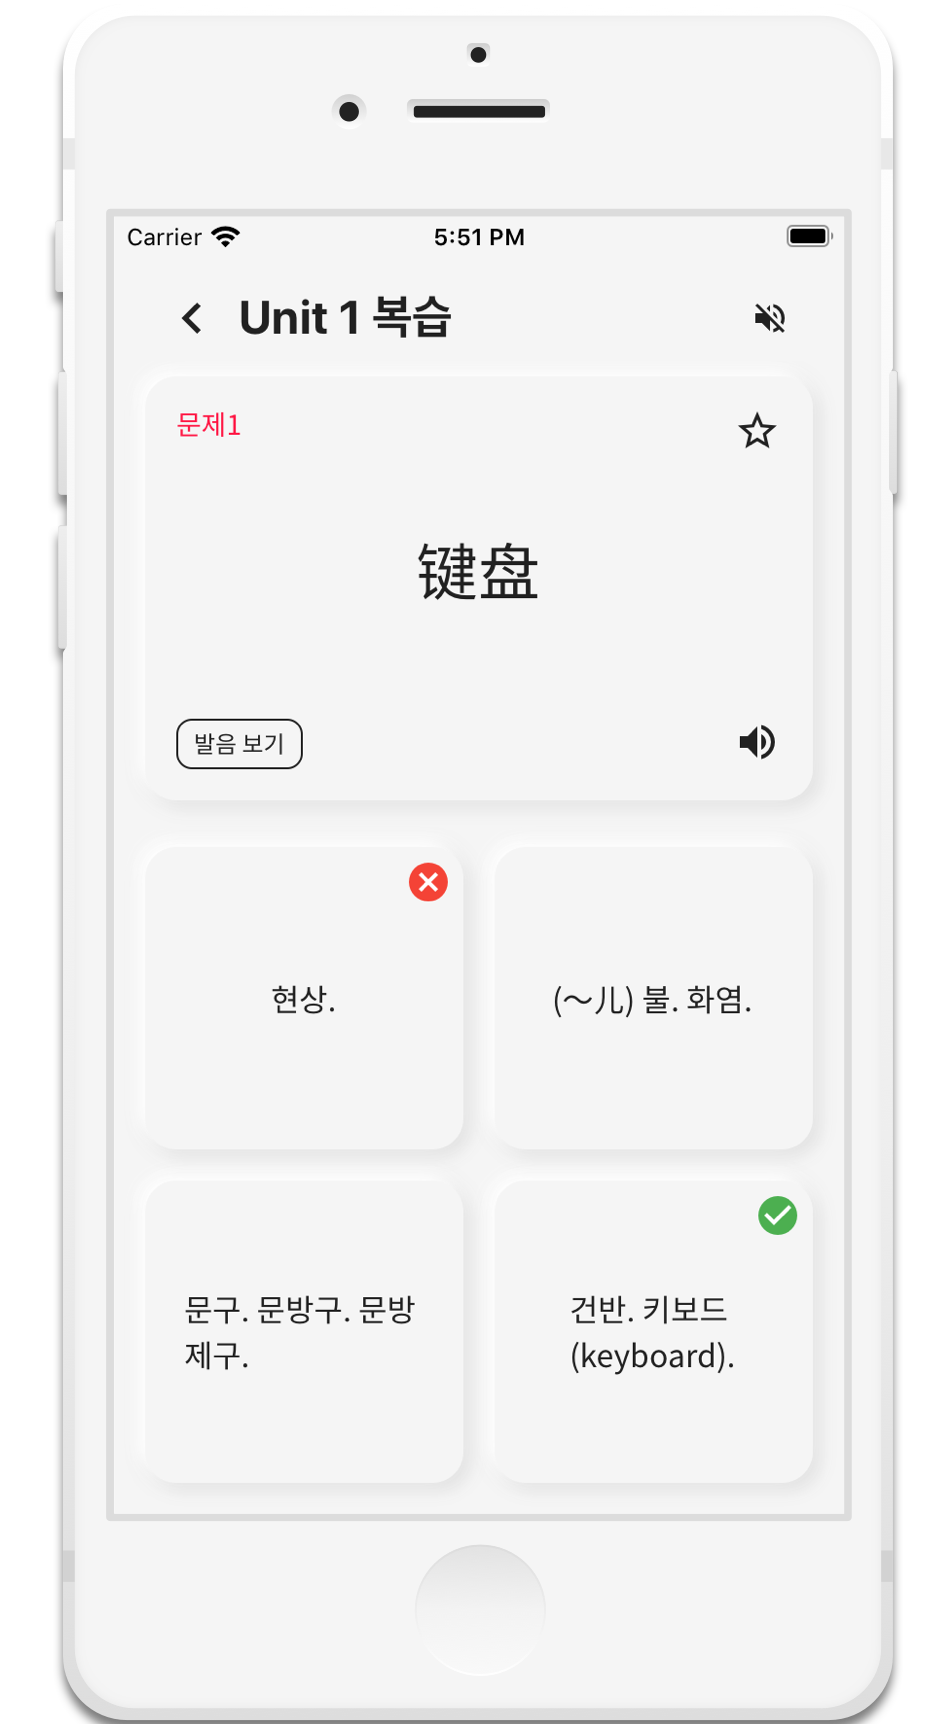 Carrier
5:51 PM
Unit 1 복습
문제1
键盘
발음 보기
현상.
(～儿) 불. 화염.
문구. 문방구. 문방
제구.
건반. 키보드
(keyboard).